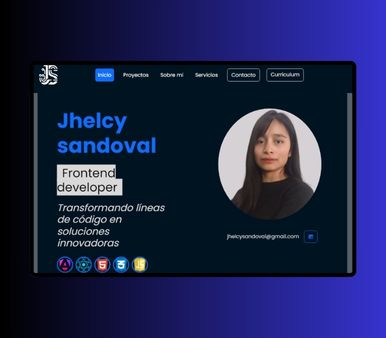 JS
Inicio
Proyectos
Sobre mí
Servicios
Contacto
Curriculum
Jhelcy
sandoval
Frontend
developer
Transformando líneas
de código en
soluciones
innovadoras
jhelcysandoval@gmail.com